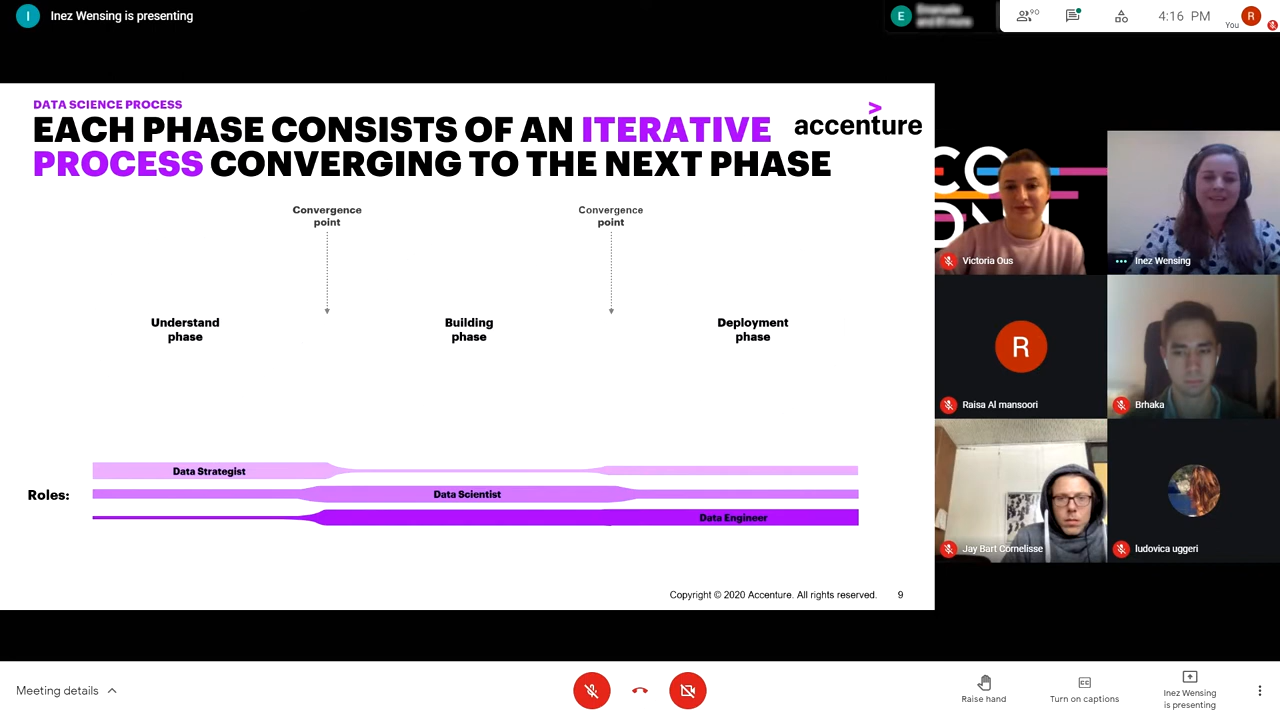 I
Inez Wensing is presenting
E
90
4:16 PM
You
R
DATA SCIENCE PROCESS
EACH PHASE CONSISTS OF AN ITERATIVE
PROCESS CONVERGING TO THE NEXT PHASE
>
accenture
Convergence
point
Convergence
point
Understand
phase
Building
phase
Deployment
phase
Roles:
Data Strategist
Data Scientist
Data Engineer
Copyright © 2020 Accenture. All rights reserved.
9
Victoria Ous
Inez Wensing
R
Raisa Al mansoori
Brhaka
Jay Bart Cornelisse
ludovica uggeri
Meeting details
Raise hand
CC
Turn on captions
Inez Wensing
is presenting